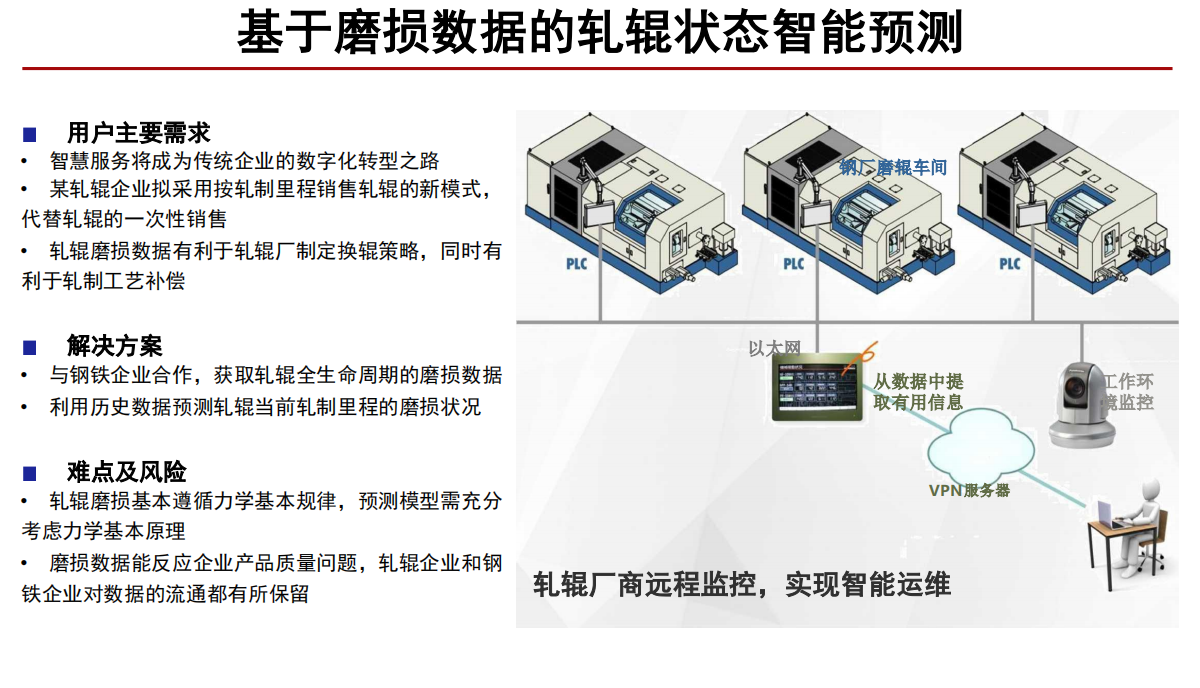 基于磨损数据的轧辊状态智能预测
■ 用户主要需求
• 智慧服务将成为传统企业的数字化转型之路
• 某轧辊企业拟采用按轧制里程销售轧辊的新模式，
代替轧辊的一次性销售
• 轧辊磨损数据有利于轧辊厂制定换辊策略，同时有
利于轧制工艺补偿
■ 解决方案
• 与钢铁企业合作，获取轧辊全生命周期的磨损数据
• 利用历史数据预测轧辊当前轧制里程的磨损状况
■ 难点及风险
• 轧辊磨损基本遵循力学基本规律，预测模型需充分
考虑力学基本原理
• 磨损数据能反应企业产品质量问题，轧辊企业和钢
铁企业对数据的流通都有所保留
钢厂磨辊车间
PLC
PLC
PLC
以太网
从数据中提
取有用信息
工作环
境监控
VPN服务器
轧辊厂商远程监控，实现智能运维